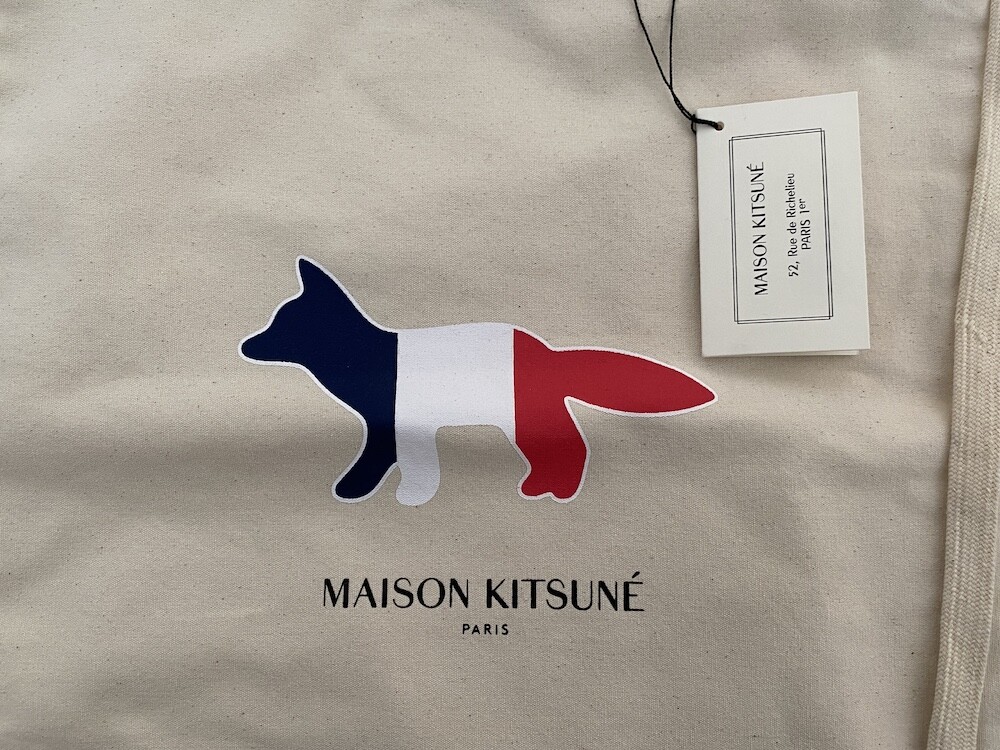 MAISON KITSUNÉ
PARIS
MAISON KITSUNÉ
52, Rue de Richelieu
PARIS 1er